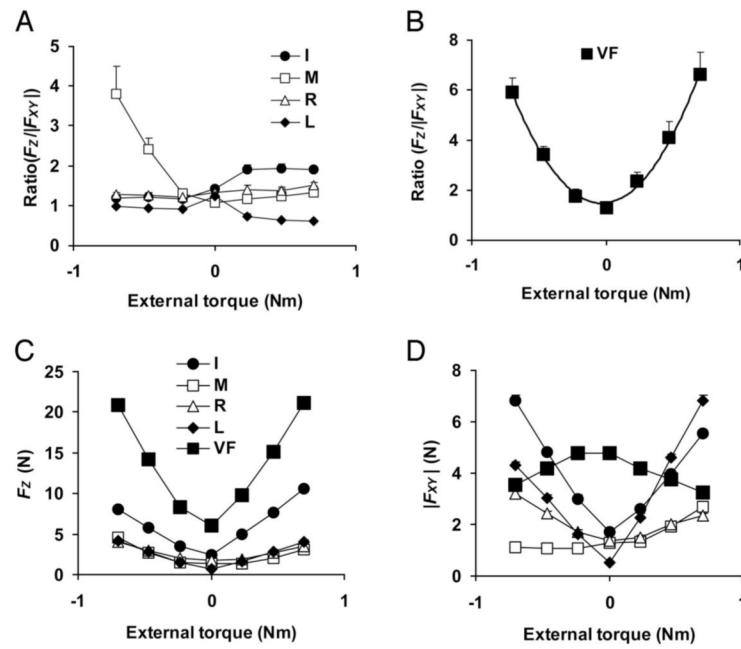 A
Ratio(FZ/|FXY|)
5
4
3
2
1
0
I
M
R
L
-1
0
1
External torque (Nm)
B
Ratio (FZ/|FXY|)
8
6
4
2
0
VF
-1
0
1
External torque (Nm)
C
FZ (N)
25
20
15
10
5
0
I
M
R
L
VF
-1
0
1
External torque (Nm)
D
|FXY| (N)
8
6
4
2
0
-1
0
1
External torque (Nm)